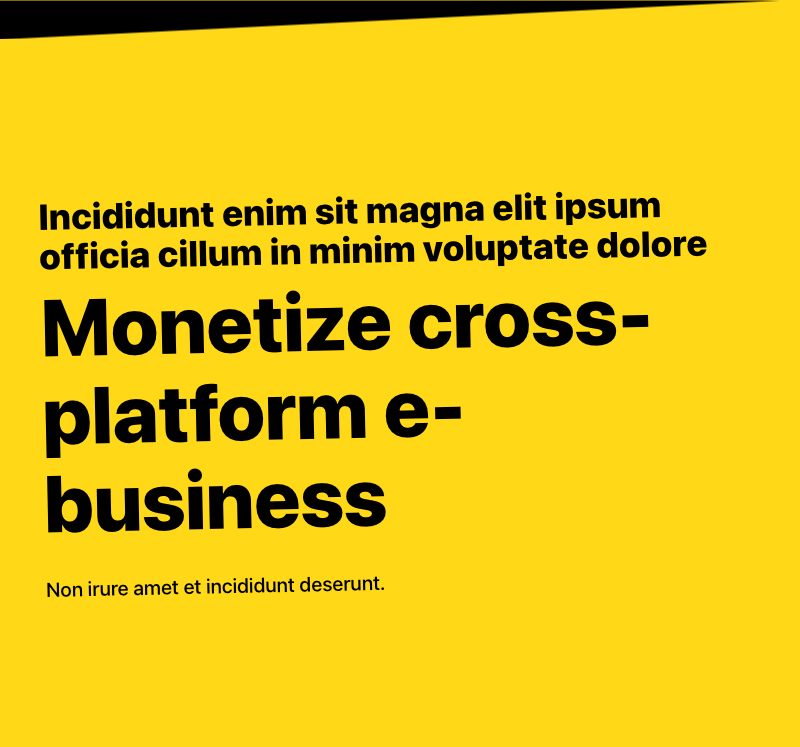 Incididunt enim sit magna elit ipsum
officia cillum in minim voluptate dolore
Monetize cross-
platform e-
business
Non irure amet et incididunt deserunt.